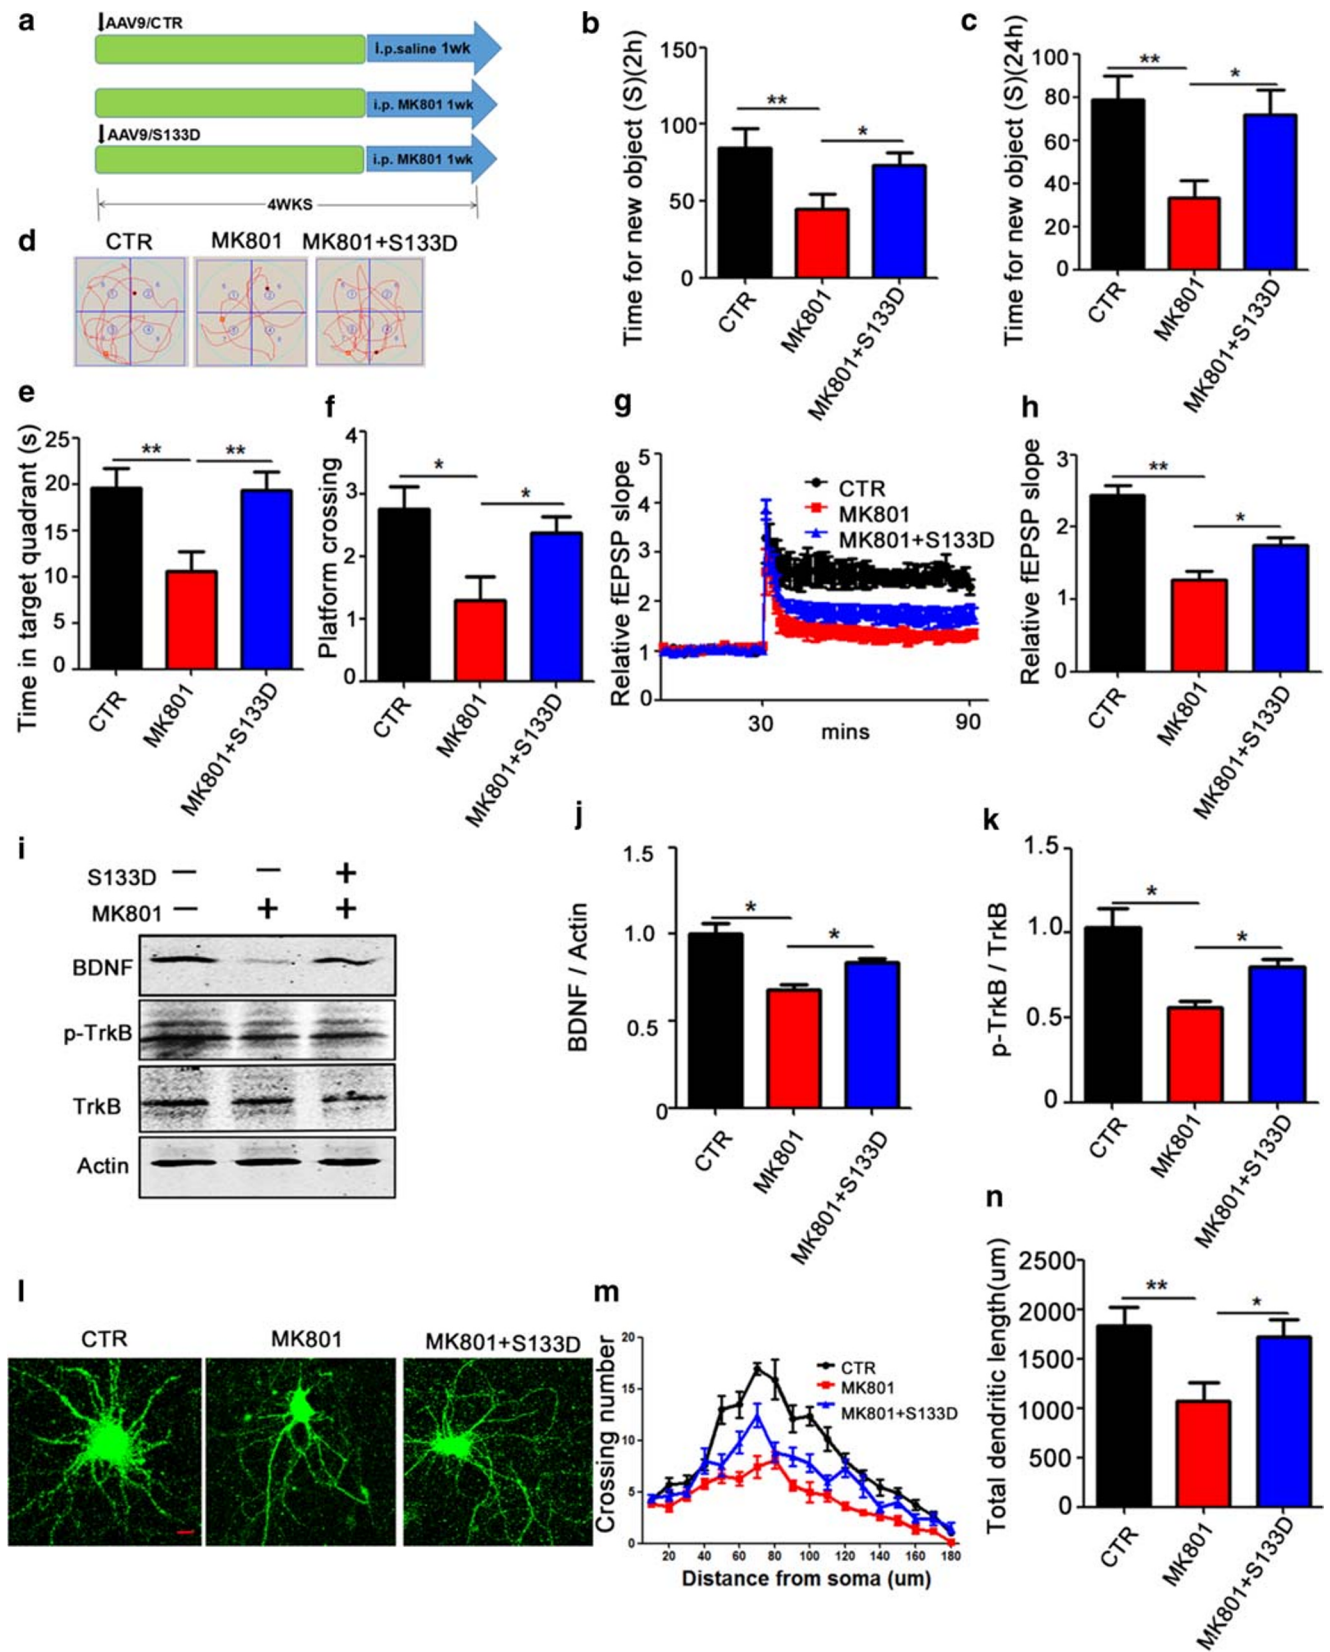 a
AAV9/CTR
i.p.saline 1wk
i.p. MK801 1wk
AAV9/S133D
i.p. MK801 1wk
4WKS
b
Time for new object (S)(2h)
150
100
50
0
**
*
CTR
MK801
MK801+S133D
c
Time for new object (S)(24h)
100
80
60
40
20
0
**
*
CTR
MK801
MK801+S133D
d
CTR MK801 MK801+S133D
e
Time in target quadrant (s)
25
20
15
10
5
0
**
**
CTR
MK801
MK801+S133D
f
Platform crossing
4
3
2
1
0
*
*
CTR
MK801
MK801+S133D
g
Relative fEPSP slope
5
4
3
2
1
0
CTR
MK801
MK801+S133D
30 mins 90
h
Relative fEPSP slope
3
2
1
0
**
*
CTR
MK801
MK801+S133D
i
S133D — — +
MK801 — + +
BDNF
p-TrkB
TrkB
Actin
j
BDNF / Actin
1.5
1.0
0.5
0
*
*
CTR
MK801
MK801+S133D
k
p-TrkB / TrkB
1.5
1.0
0.5
0
*
*
CTR
MK801
MK801+S133D
l
CTR MK801 MK801+S133D
m
Crossing number
20
15
10
5
0
CTR
MK801
MK801+S133D
20 40 60 80 100 120 140 160 180
Distance from soma (um)
n
Total dendritic length(um)
2500
2000
1500
1000
500
0
**
*
CTR
MK801
MK801+S133D